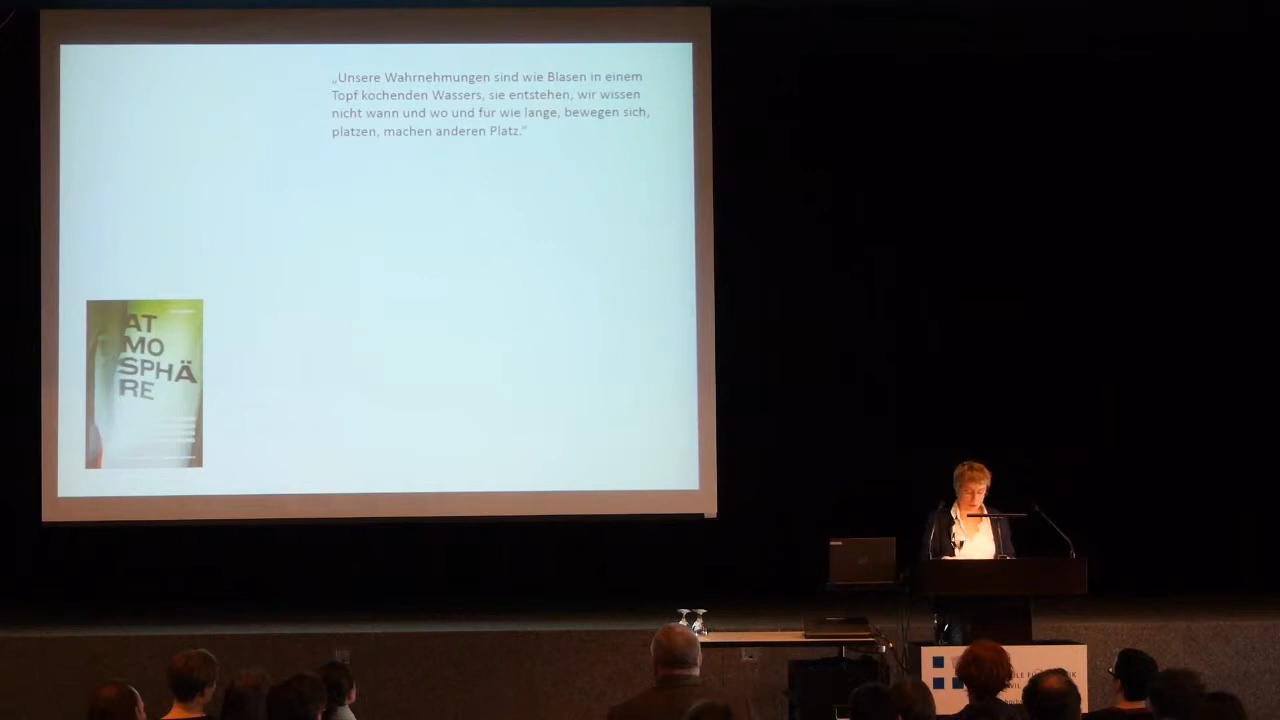 „Unsere Wahrnehmungen sind wie Blasen in einem
Topf kochenden Wassers, sie entstehen, wir wissen
nicht wann und wo und für wie lange, bewegen sich,
platzen, machen anderen Platz."
AT
MO
SPHÄ
RE